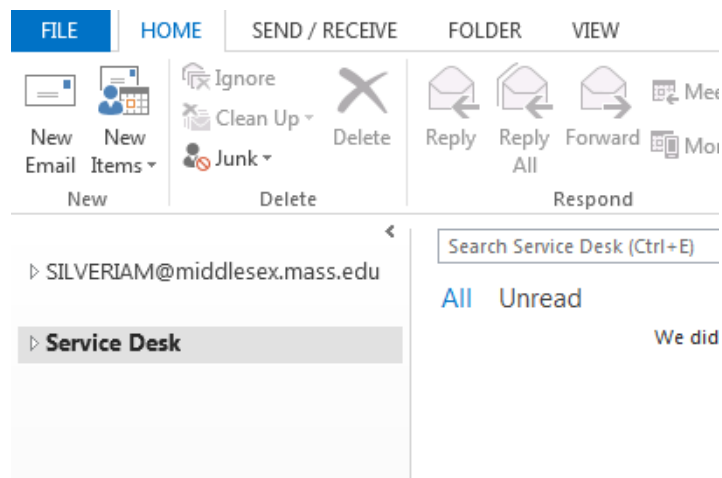 FILE HOME SEND / RECEIVE FOLDER VIEW
Ignore
Clean Up
Junk
New Email
New Items
Delete
Reply
Reply All
Forward
New
Delete
Respond
Search Service Desk (Ctrl+E)
SILVERIAM@middlesex.mass.edu
All Unread
Service Desk
We did